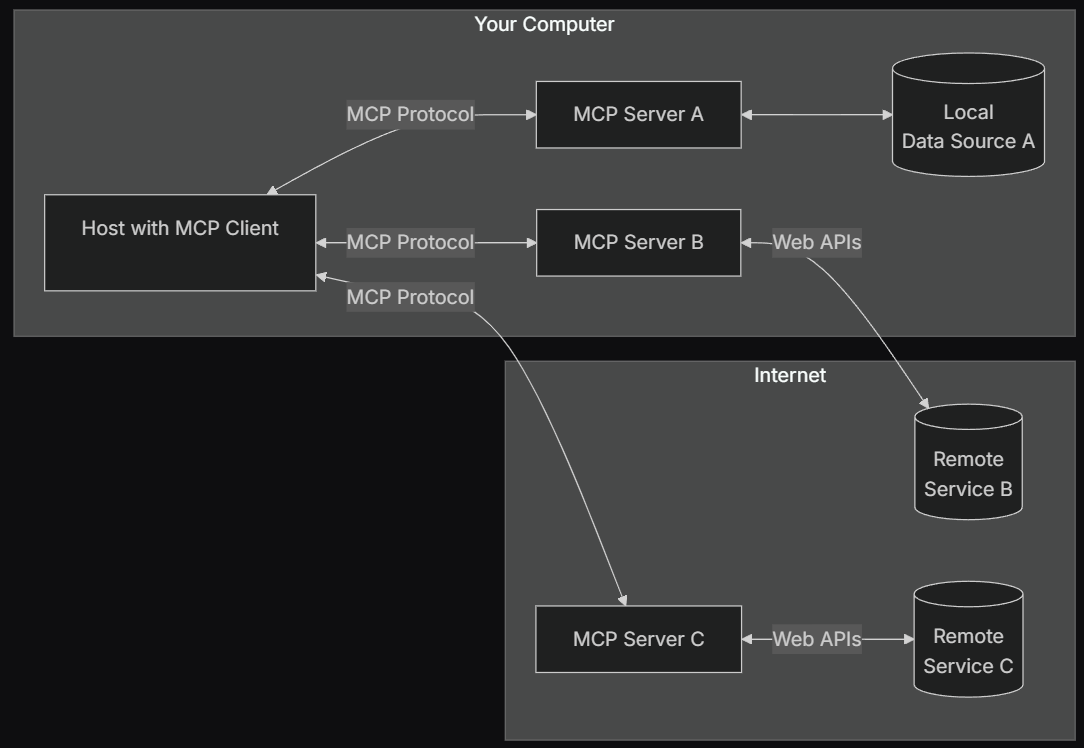 Your Computer
MCP Protocol
MCP Server A
Local
Data Source A
Host with MCP Client
MCP Protocol
MCP Server B
Web APIs
MCP Protocol
Internet
Remote
Service B
MCP Server C
Web APIs
Remote
Service C